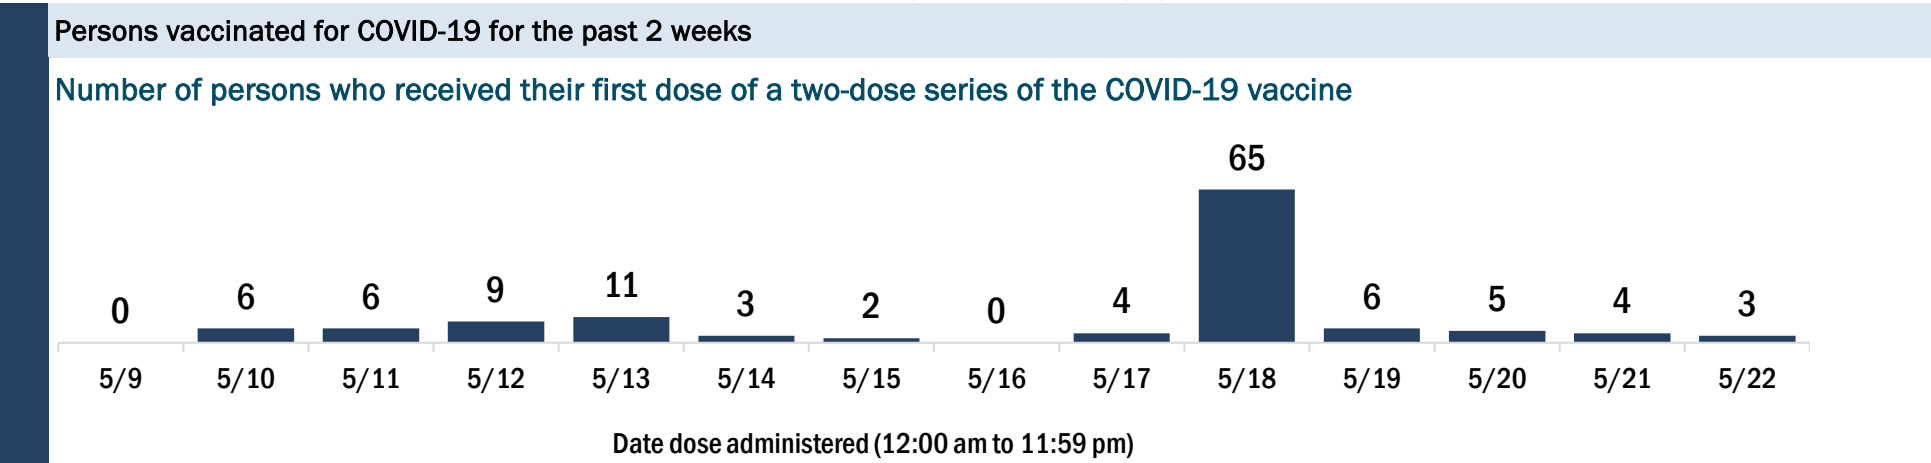 Persons vaccinated for COVID-19 for the past 2 weeks
Number of persons who received their first dose of a two-dose series of the COVID-19 vaccine
0 6 6 9 11 3 2 0 4 65 6 5 4 3
5/9 5/10 5/11 5/12 5/13 5/14 5/15 5/16 5/17 5/18 5/19 5/20 5/21 5/22
Date dose administered (12:00 am to 11:59 pm)